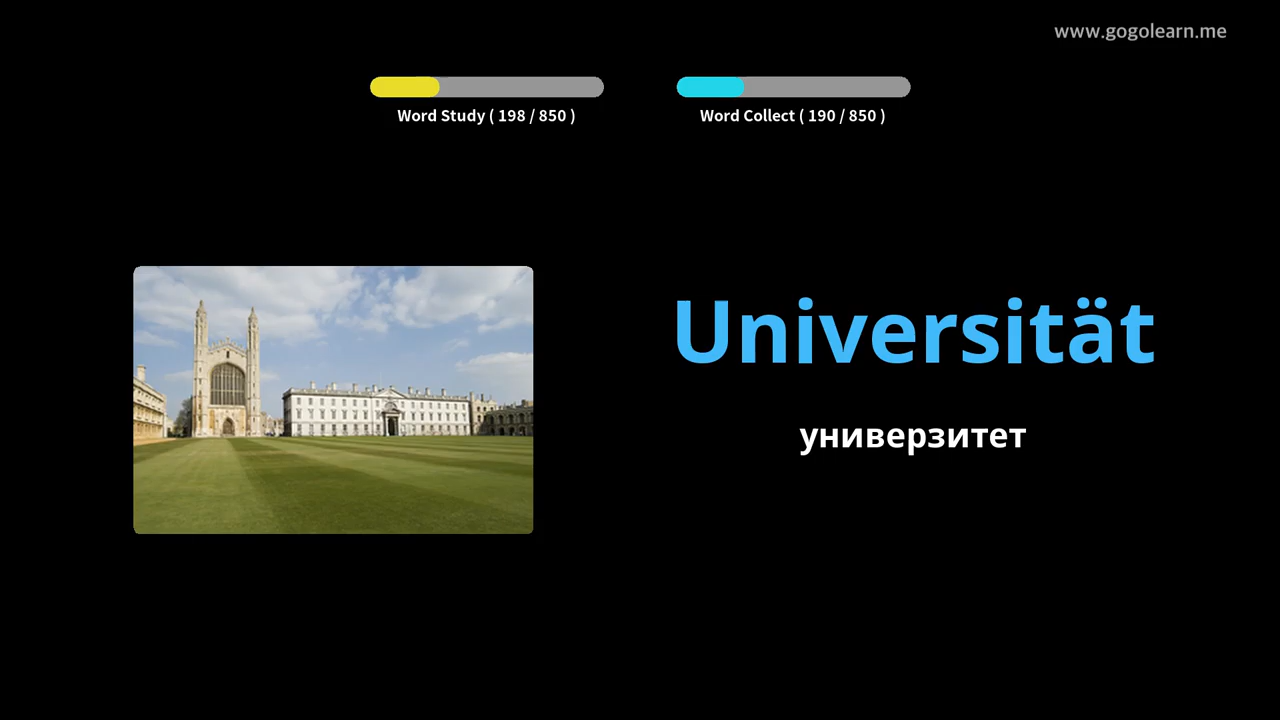 www.gogolearn.me
Word Study ( 198 / 850 )
Word Collect ( 190 / 850 )
Universität
универзитет